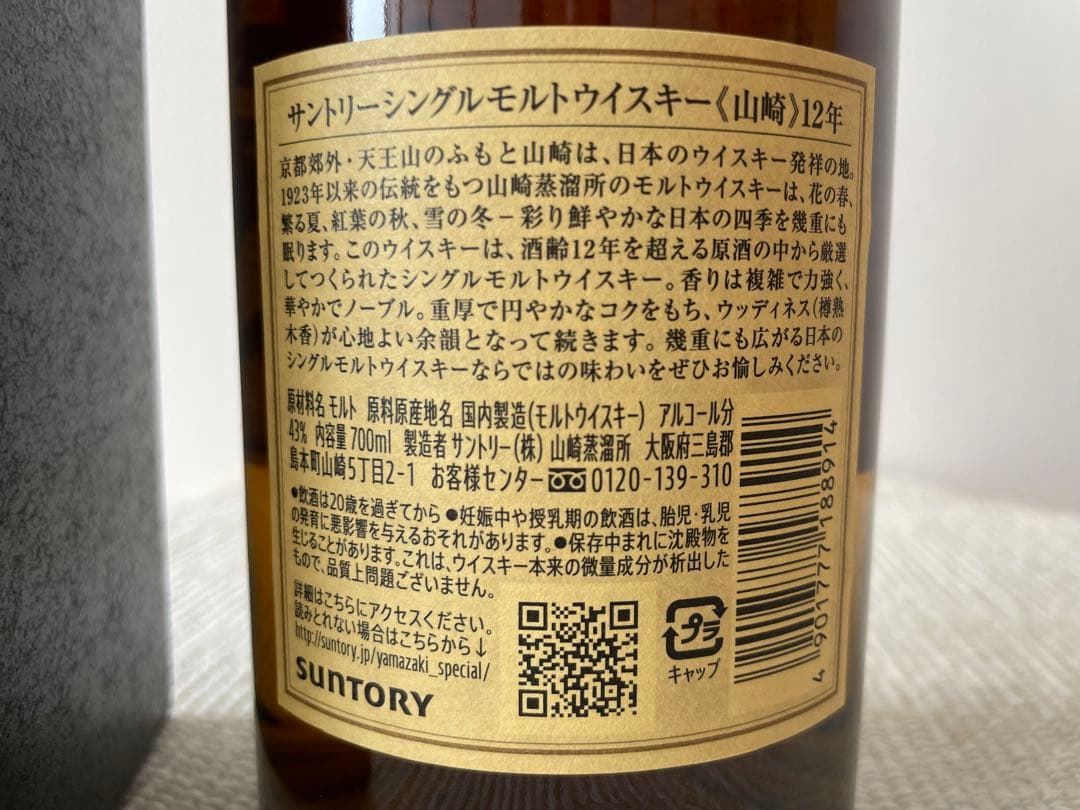 サントリーシングルモルトウイスキー《山崎》12年
京都郊外・天王山のふもと山崎は、日本のウイスキー発祥の地。
1923年以来の伝統をもつ山崎蒸溜所のモルトウイスキーは、花の春、
繁る夏、紅葉の秋、雪の冬－彩り鮮やかな日本の四季を幾重にも
眠ります。このウイスキーは、酒齢12年を超える原酒の中から厳選
してつくられたシングルモルトウイスキー。香りは複雑で力強く、
華やかでノーブル。重厚で円やかなコクをもち、ウッディネス(樽熟
木香)が心地よい余韻となって続きます。幾重にも広がる日本の
シングルモルトウイスキーならではの味わいをぜひお愉しみください。
原材料名 モルト 原料原産地名 国内製造(モルトウイスキー) アルコール分
43% 内容量 700ml 製造者 サントリー(株) 山崎蒸溜所 大阪府三島郡
島本町山崎5丁目2-1 お客様センター 0120-139-310
●飲酒は20歳を過ぎてから ●妊娠中や授乳期の飲酒は、胎児・乳児
の発育に悪影響を与えるおそれがあります。●保存中まれに沈殿物を
生じることがあります。これは、ウイスキー本来の微量成分が析出した
もので、品質上問題ございません。
詳細はこちらにアクセスください。
読みとれない場合はこちらから↓
http://suntory.jp/yamazaki_special/
SUNTORY
プラ
キャップ
4 901777 188914